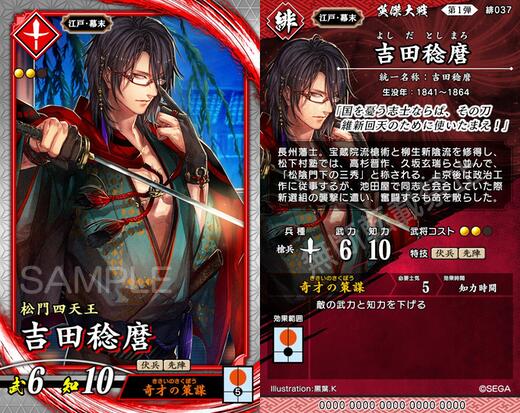 江戸・幕末
SAMPLE
松門四天王
吉田稔麿
伏兵 先陣
武6 知10
きさいのさくぼう
奇才の策謀
5
緋
江戸・幕末
英傑大戦
第1弾
緋037
よしだとしまろ
吉田稔麿
統一名称:吉田稔麿
生没年:1841~1864
「国を憂う志士ならば、その刀
維新回天のために使いたまえ!」
長州藩士。宝蔵院流槍術と柳生新陰流を修得し、
松下村塾では、高杉晋作、久坂玄瑞らと並んで、
「松陰門下の三秀」と称される。上京後は政治工
作に従事するが、池田屋で同志と会合していた際
新選組の襲撃に遭い、奮闘するも命を散らした。
兵種 武力 知力 武将コスト
槍兵 6 10
特技 伏兵 先陣
きさいのさくぼう 必要士気 効果時間
奇才の策謀 5 知力時間
敵の武力と知力を下げる
効果範囲
Illustration:黒葉.K
©SEGA
0000-0000-0000-0000-0000